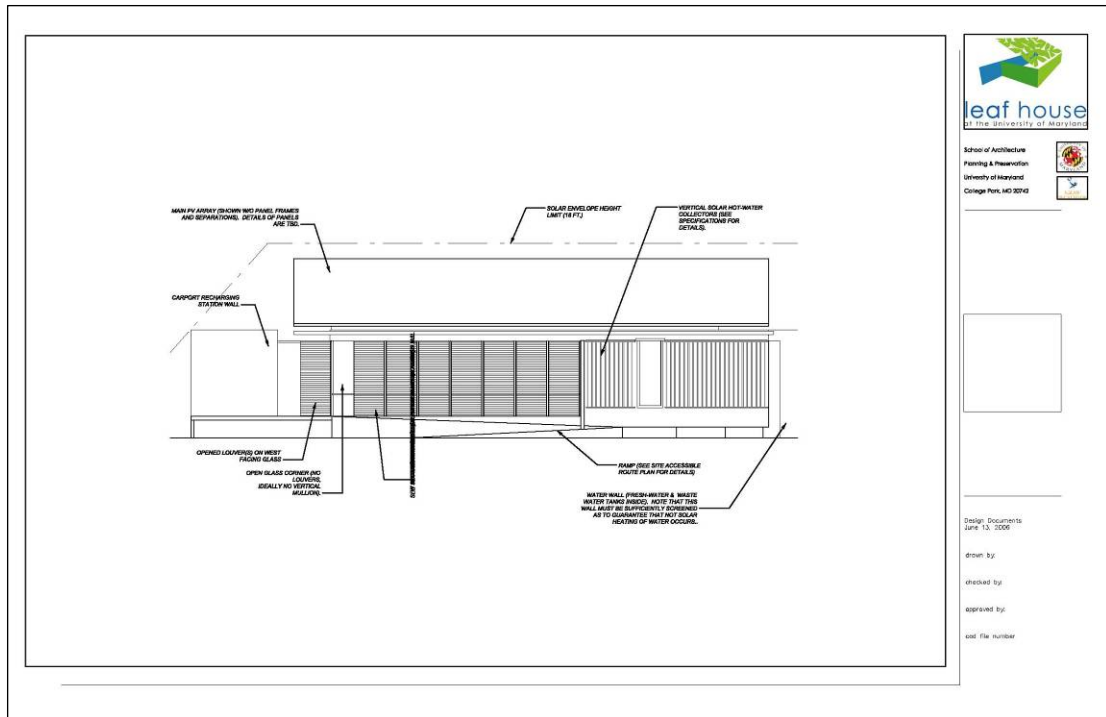 leaf house
at the University of Maryland
School of Architecture
Planning & Preservation
University of Maryland
College Park, MD 20742
MAIN PV ARRAY (SHOWN W/O PANEL FRAMES
AND SEPARATIONS). DETAILS OF PANELS
ARE TBD.
SOLAR ENVELOPE HEIGHT
LIMIT (18 FT.)
VERTICAL SOLAR HOT-WATER
COLLECTORS (SEE
SPECIFICATIONS FOR
DETAILS).
CARPORT RECHARGING
STATION WALL
OPENED LOUVER(S) ON WEST
FACING GLASS
OPEN GLASS CORNER (NO
LOUVERS,
IDEALLY NO VERTICAL
MULLION).
RAMP (SEE SITE ACCESSIBLE
ROUTE PLAN FOR DETAILS)
WATER WALL (FRESH-WATER & WASTE
WATER TANKS INSIDE). NOTE THAT THIS
WALL MUST BE SUFFICIENTLY SCREENED
AS TO GUARANTEE THAT NOT SOLAR
HEATING OF WATER OCCURS..
Design Documents
June 13, 2006
drawn by:
checked by:
approved by:
cad file number